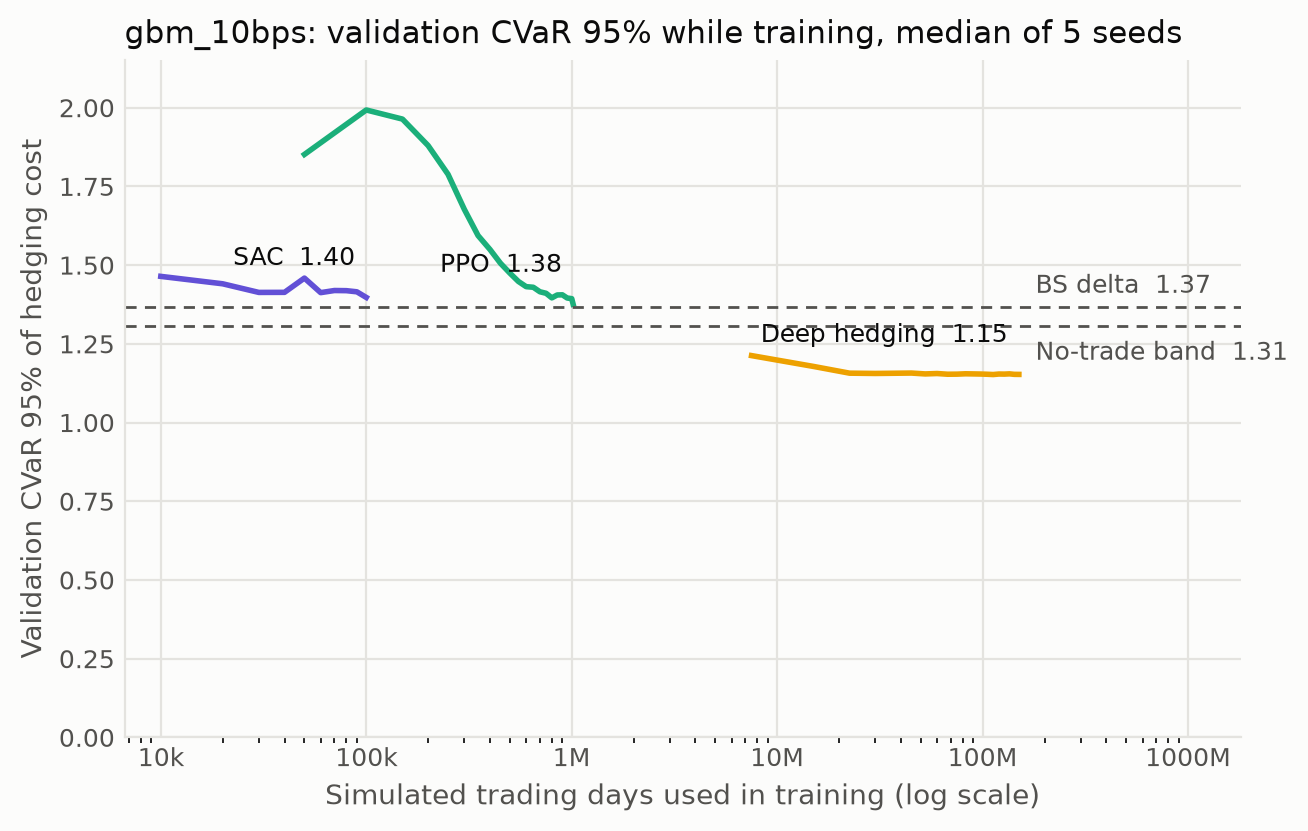 gbm_10bps: validation CVaR 95% while training, median of 5 seeds
Validation CVaR 95% of hedging cost
2.00
1.75
1.50
1.25
1.00
0.75
0.50
0.25
0.00
SAC 1.40
PPO 1.38
BS delta 1.37
Deep hedging 1.15
No-trade band 1.31
10k
100k
1M
10M
100M
1000M
Simulated trading days used in training (log scale)